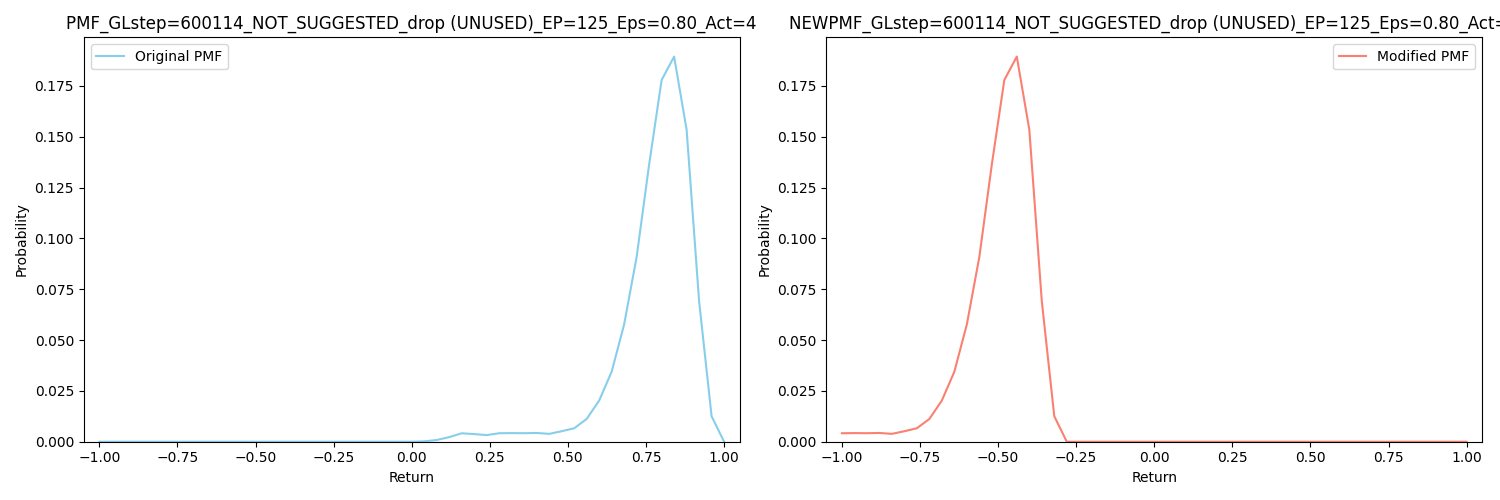 PMF_GLstep=600114_NOT_SUGGESTED_drop (UNUSED)_EP=125_Eps=0.80_Act=4
Original PMF
0.175
0.150
0.125
0.100
0.075
0.050
0.025
0.000
Probability
−1.00 −0.75 −0.50 −0.25 0.00 0.25 0.50 0.75 1.00
Return
NEWPMF_GLstep=600114_NOT_SUGGESTED_drop (UNUSED)_EP=125_Eps=0.80_Act=
Modified PMF
0.175
0.150
0.125
0.100
0.075
0.050
0.025
0.000
Probability
−1.00 −0.75 −0.50 −0.25 0.00 0.25 0.50 0.75 1.00
Return